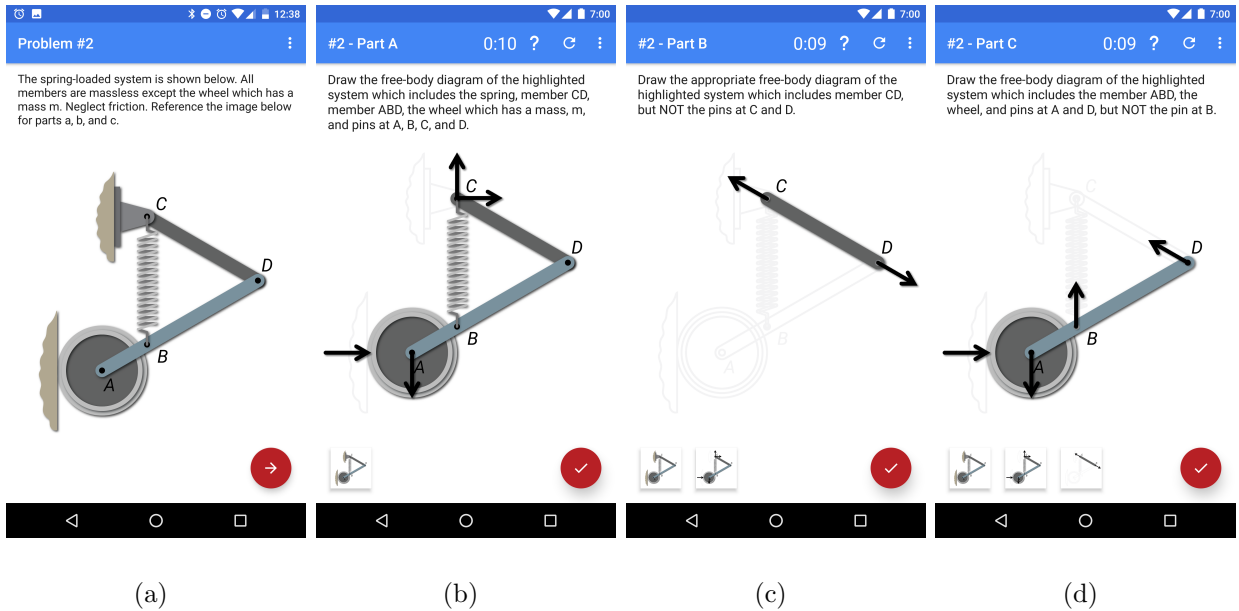 12:38
Problem #2
The spring-loaded system is shown below. All
members are massless except the wheel which has a
mass m. Neglect friction. Reference the image below
for parts a, b, and c.
C
D
B
A
(a)
7:00
#2 - Part A
0:10
?
Draw the free-body diagram of the highlighted
system which includes the spring, member CD,
member ABD, the wheel which has a mass, m,
and pins at A, B, C, and D.
C
D
B
A
(b)
7:00
#2 - Part B
0:09
?
Draw the appropriate free-body diagram of the
highlighted system which includes member CD,
but NOT the pins at C and D.
C
D
B
A
(c)
7:00
#2 - Part C
0:09
?
Draw the free-body diagram of the highlighted
system which includes the member ABD, the
wheel, and pins at A and D, but NOT the pin at B.
C
D
B
A
(d)